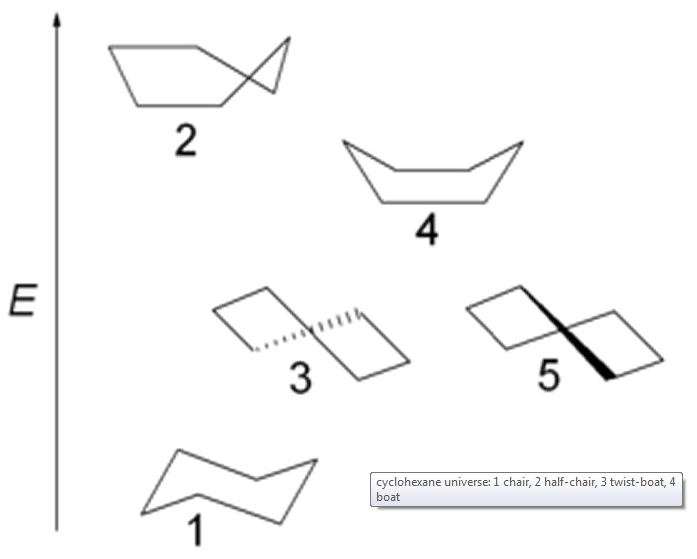 2
4
E
3
5
1
cyclohexane universe: 1 chair, 2 half-chair, 3 twist-boat, 4
boat